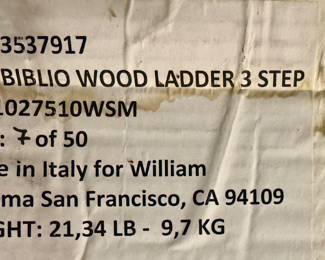 3537917
BIBLIO WOOD LADDER 3 STEP
1027510WSM
: 7 of 50
e in Italy for William
ma San Francisco, CA 94109
GHT: 21,34 LB - 9,7 KG